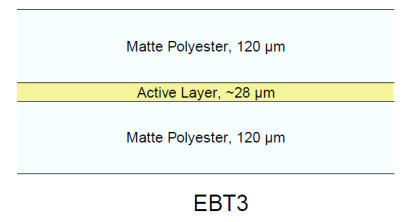 Matte Polyester, 120 µm
Active Layer, ~28 µm
Matte Polyester, 120 µm
EBT3